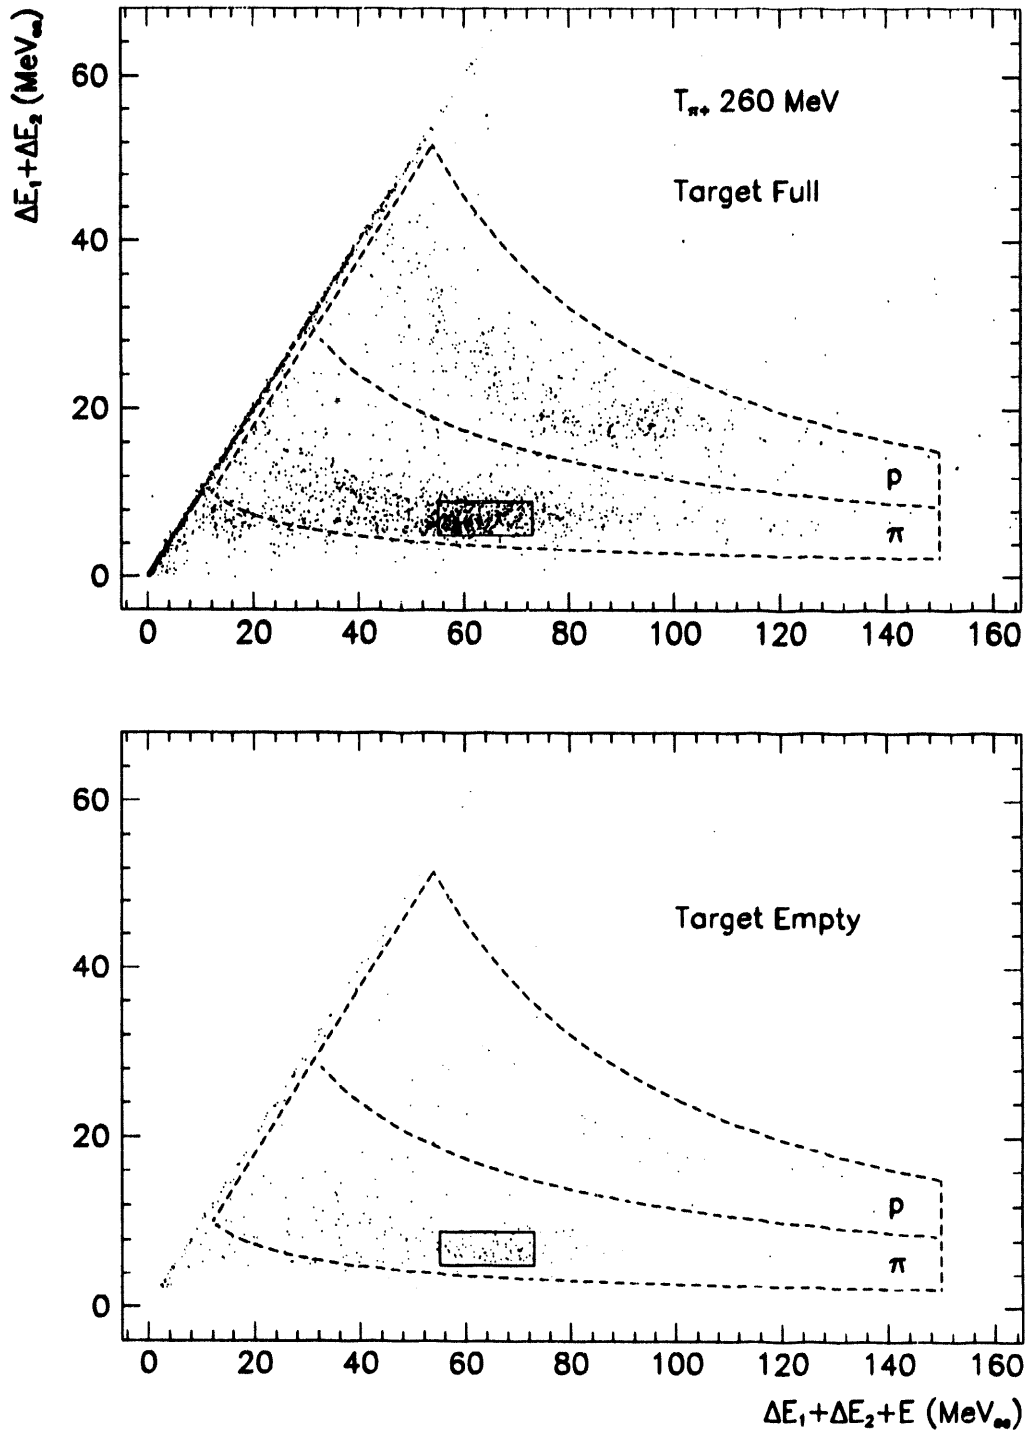 ΔE₁+ΔE₂ (MeVₑₑ)
60
40
20
0
T_π+ 260 MeV
Target Full
p
π
0 20 40 60 80 100 120 140 160
60
40
20
0
Target Empty
p
π
0 20 40 60 80 100 120 140 160
ΔE₁+ΔE₂+E (MeVₑₑ)